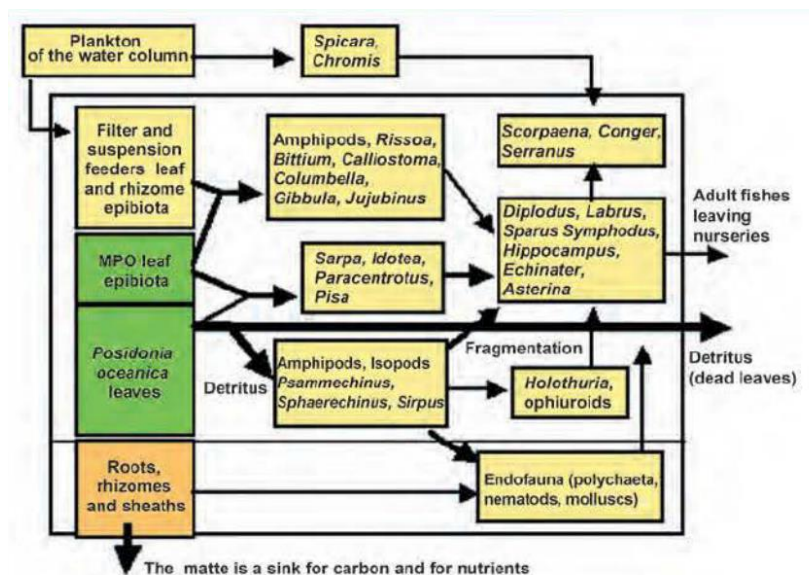 Plankton
of the water column
Spicara,
Chromis
Filter and
suspension
feeders leaf
and rhizome
epibiota
Amphipods, Rissoa,
Bittium, Calliostoma,
Columbella,
Gibbula, Jujubinus
Scorpaena, Conger,
Serranus
Diplodus, Labrus,
Sparus Symphodus,
Hippocampus,
Echinater,
Asterina
Adult fishes
leaving
nurseries
MPO leaf
epibiota
Sarpa, Idotea,
Paracentrotus,
Pisa
Posidonia
oceanica
leaves
Detritus
Amphipods, Isopods
Psammechinus,
Sphaerechinus, Sirpus
Fragmentation
Holothuria,
ophiuroids
Detritus
(dead leaves)
Roots,
rhizomes
and sheaths
Endofauna (polychaeta,
nematods, molluscs)
The matte is a sink for carbon and for nutrients